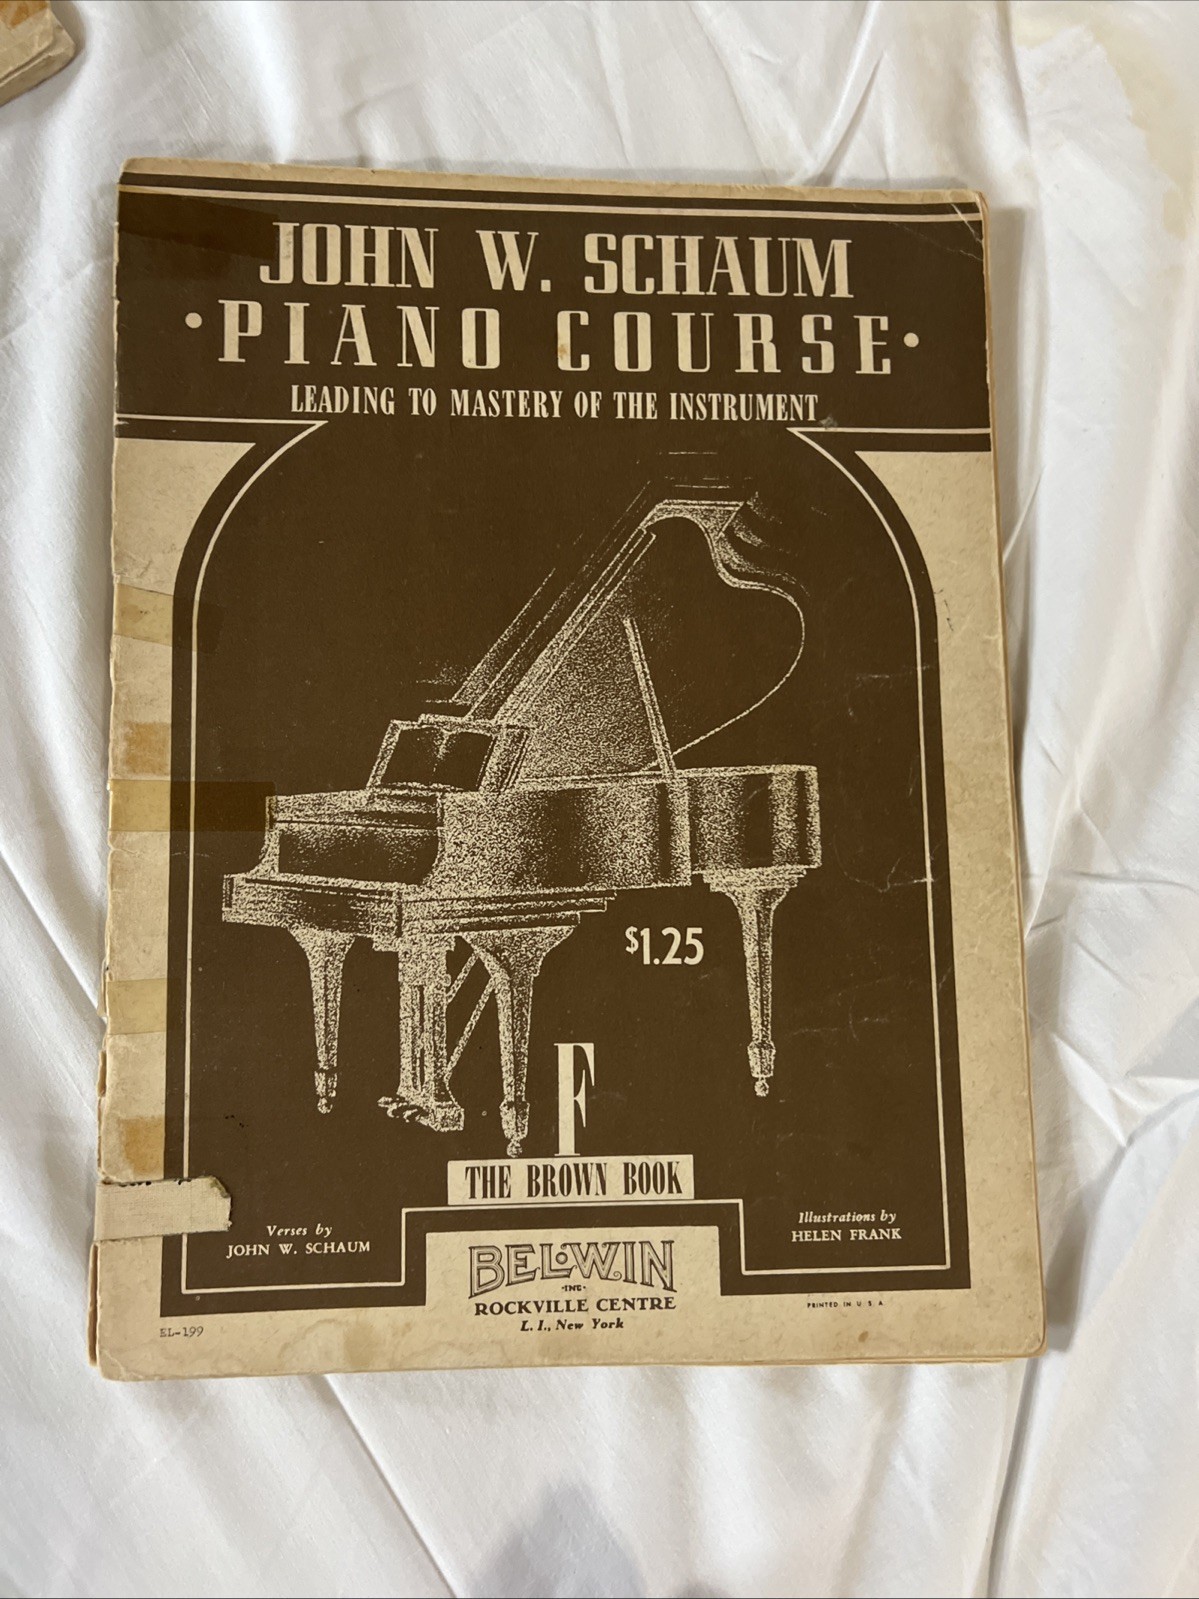 JOHN W. SCHAUM
• PIANO COURSE •
LEADING TO MASTERY OF THE INSTRUMENT
$1.25
F
THE BROWN BOOK
Verses by
JOHN W. SCHAUM
Illustrations by
HELEN FRANK
BELWIN
INC.
ROCKVILLE CENTRE
L. I., New York
PRINTED IN U. S. A.
EL-199